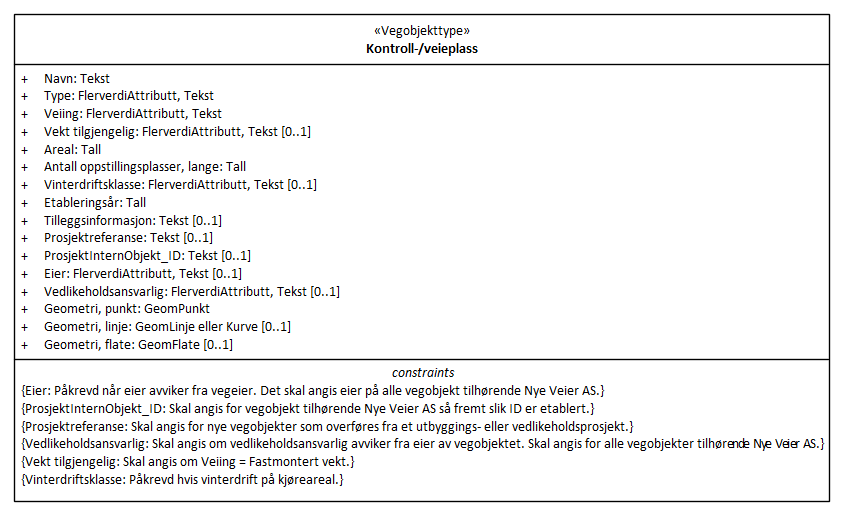 «Vegobjekttype»
Kontroll-/veieplass
+ Navn: Tekst
+ Type: FlerverdiAttributt, Tekst
+ Veiing: FlerverdiAttributt, Tekst
+ Vekt tilgjengelig: FlerverdiAttributt, Tekst [0..1]
+ Areal: Tall
+ Antall oppstillingsplasser, lange: Tall
+ Vinterdriftsklasse: FlerverdiAttributt, Tekst [0..1]
+ Etableringsår: Tall
+ Tilleggsinformasjon: Tekst [0..1]
+ Prosjektreferanse: Tekst [0..1]
+ ProsjektInternObjekt_ID: Tekst [0..1]
+ Eier: FlerverdiAttributt, Tekst [0..1]
+ Vedlikeholdsansvarlig: FlerverdiAttributt, Tekst [0..1]
+ Geometri, punkt: GeomPunkt
+ Geometri, linje: GeomLinje eller Kurve [0..1]
+ Geometri, flate: GeomFlate [0..1]
constraints
{Eier: Påkrevd når eier avviker fra vegeier. Det skal angis eier på alle vegobjekt tilhørende Nye Veier AS.}
{ProsjektInternObjekt_ID: Skal angis for vegobjekt tilhørende Nye Veier AS så fremt slik ID er etablert.}
{Prosjektreferanse: Skal angis for nye vegobjekter som overføres fra et utbyggings- eller vedlikeholdsprosjekt.}
{Vedlikeholdsansvarlig: Skal angis om vedlikeholdsansvarlig avviker fra eier av vegobjektet. Skal angis for alle vegobjekter tilhørende Nye Veier AS.}
{Vekt tilgjengelig: Skal angis om Veiing = Fastmontert vekt.}
{Vinterdriftsklasse: Påkrevd hvis vinterdrift på kjøreareal.}